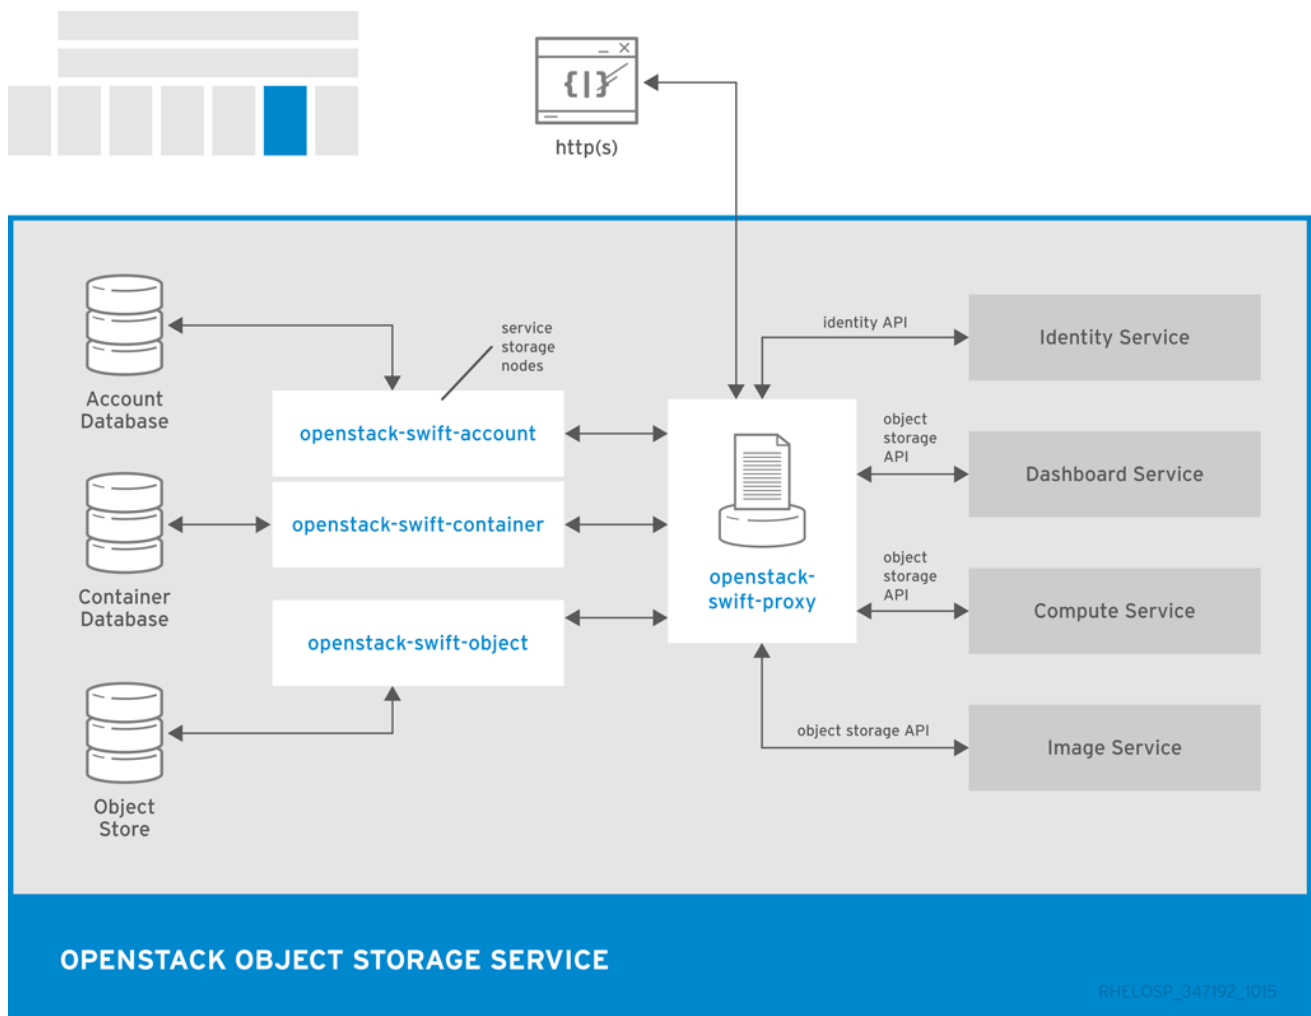 {|}
http(s)
service
storage
nodes
identity API
Identity Service
Account
Database
openstack-swift-account
object
storage
API
Dashboard Service
openstack-swift-container
Container
Database
openstack-
swift-proxy
object
storage
API
Compute Service
openstack-swift-object
object storage API
Image Service
Object
Store
OPENSTACK OBJECT STORAGE SERVICE
RHELOSP_347192_1015